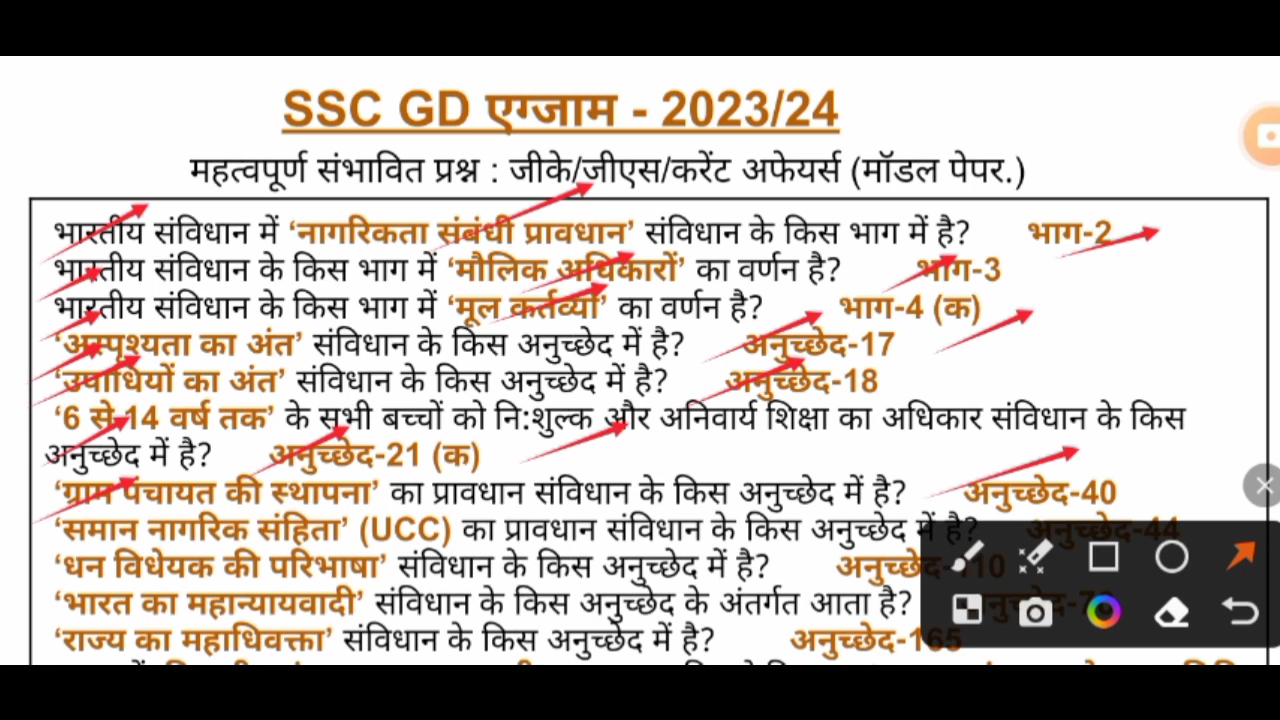 SSC GD एग्जाम - 2023/24
महत्वपूर्ण संभावित प्रश्न : जीके/जीएस/करेंट अफेयर्स (मॉडल पेपर.)
भारतीय संविधान में ‘नागरिकता संबंधी प्रावधान’ संविधान के किस भाग में है? भाग-2
भारतीय संविधान के किस भाग में ‘मौलिक अधिकारों’ का वर्णन है? भाग-3
भारतीय संविधान के किस भाग में ‘मूल कर्तव्यों’ का वर्णन है? भाग-4 (क)
‘अस्पृश्यता का अंत’ संविधान के किस अनुच्छेद में है? अनुच्छेद-17
‘उपाधियों का अंत’ संविधान के किस अनुच्छेद में है? अनुच्छेद-18
‘6 से 14 वर्ष तक’ के सभी बच्चों को नि:शुल्क और अनिवार्य शिक्षा का अधिकार संविधान के किस
अनुच्छेद में है? अनुच्छेद-21 (क)
‘ग्राम पंचायत की स्थापना’ का प्रावधान संविधान के किस अनुच्छेद में है? अनुच्छेद-40
‘समान नागरिक संहिता’ (UCC) का प्रावधान संविधान के किस अनुच्छेद में है? अनुच्छेद-44
‘धन विधेयक की परिभाषा’ संविधान के किस अनुच्छेद में है? अनुच्छेद-110
‘भारत का महान्यायवादी’ संविधान के किस अनुच्छेद के अंतर्गत आता है?
‘राज्य का महाधिवक्ता’ संविधान के किस अनुच्छेद में है? अनुच्छेद-165